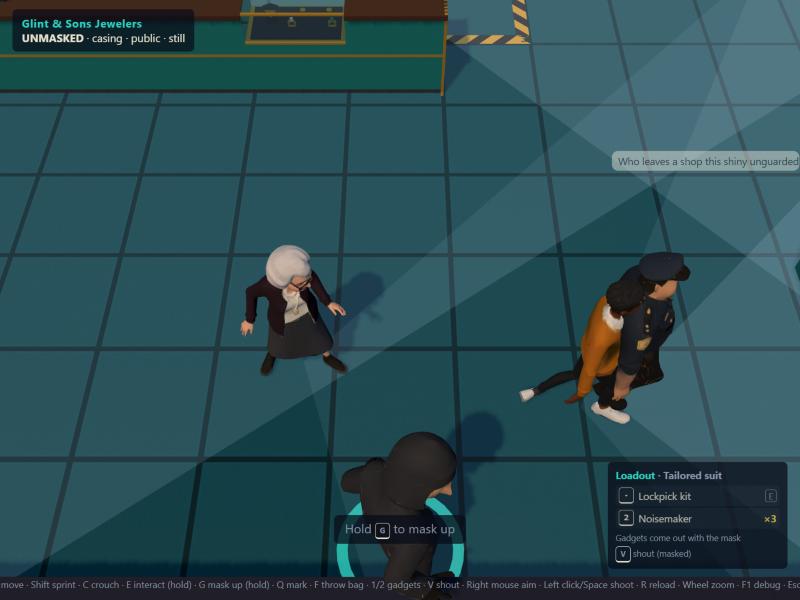 Glint & Sons Jewelers
UNMASKED · casing · public · still
Who leaves a shop this shiny unguarded
Hold G to mask up
Loadout · Tailored suit
- Lockpick kit E
2 Noisemaker ×3
Gadgets come out with the mask
V shout (masked)
move · Shift sprint · C crouch · E interact (hold) · G mask up (hold) · Q mark · F throw bag · 1/2 gadgets · V shout · Right mouse aim · Left click/Space shoot · R reload · Wheel zoom · F1 debug · Esc